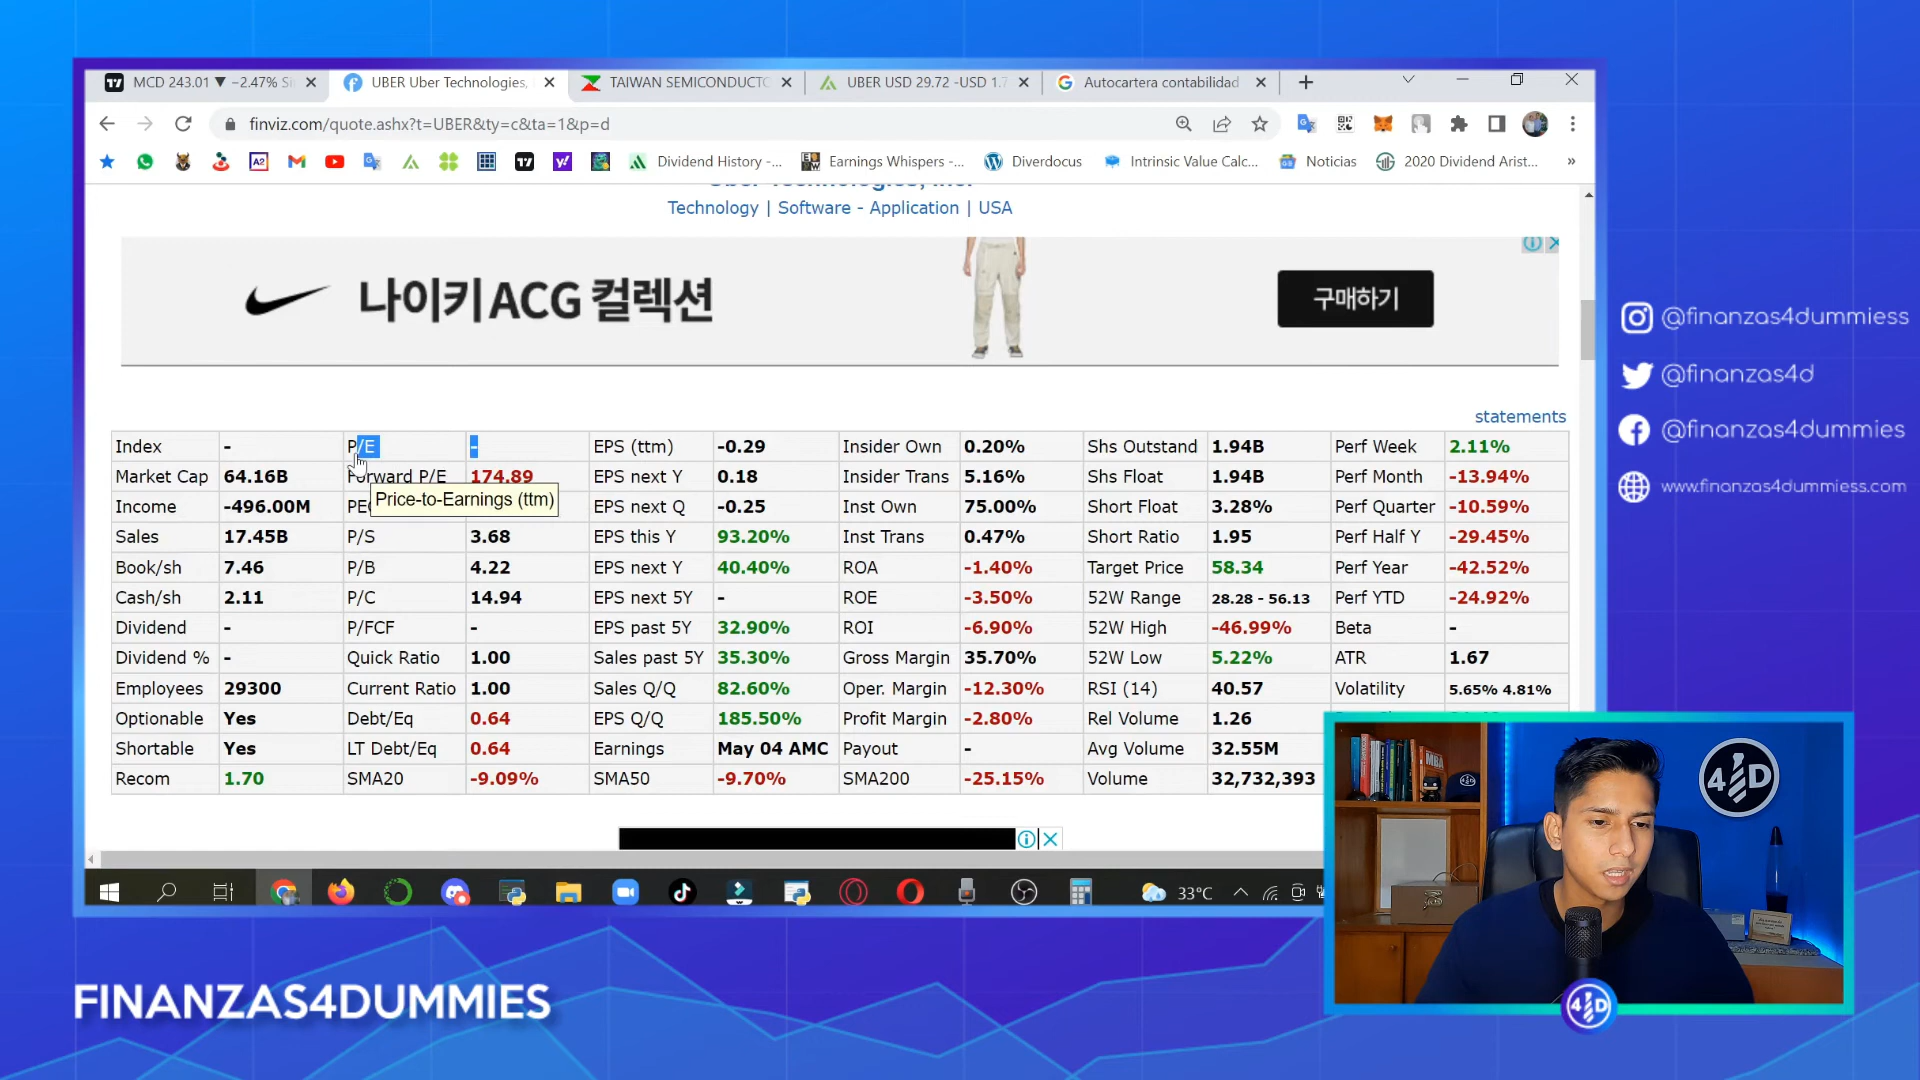 MCD 243.01 ▼ −2.47%
UBER Uber Technologies,
TAIWAN SEMICONDUCTO
UBER USD 29.72 -USD 1.7
Autocartera contabilidad
finviz.com/quote.ashx?t=UBER&ty=c&ta=1&p=d
Dividend History -...
Earnings Whispers -...
Diverdocus
Intrinsic Value Calc...
Noticias
2020 Dividend Arist...
»
Technology | Software - Application | USA
나이키 ACG 컬렉션
구매하기
@finanzas4dummiess
@finanzas4d
@finanzas4dummies
www.finanzas4dummiess.com
statements
Index - P/E - EPS (ttm) -0.29 Insider Own 0.20% Shs Outstand 1.94B Perf Week 2.11%
Market Cap 64.16B Forward P/E 174.89 EPS next Y 0.18 Insider Trans 5.16% Shs Float 1.94B Perf Month -13.94%
Price-to-Earnings (ttm)
Income -496.00M EPS next Q -0.25 Inst Own 75.00% Short Float 3.28% Perf Quarter -10.59%
Sales 17.45B P/S 3.68 EPS this Y 93.20% Inst Trans 0.47% Short Ratio 1.95 Perf Half Y -29.45%
Book/sh 7.46 P/B 4.22 EPS next Y 40.40% ROA -1.40% Target Price 58.34 Perf Year -42.52%
Cash/sh 2.11 P/C 14.94 EPS next 5Y - ROE -3.50% 52W Range 28.28 - 56.13 Perf YTD -24.92%
Dividend - P/FCF - EPS past 5Y 32.90% ROI -6.90% 52W High -46.99% Beta -
Dividend % - Quick Ratio 1.00 Sales past 5Y 35.30% Gross Margin 35.70% 52W Low 5.22% ATR 1.67
Employees 29300 Current Ratio 1.00 Sales Q/Q 82.60% Oper. Margin -12.30% RSI (14) 40.57 Volatility 5.65% 4.81%
Optionable Yes Debt/Eq 0.64 EPS Q/Q 185.50% Profit Margin -2.80% Rel Volume 1.26
Shortable Yes LT Debt/Eq 0.64 Earnings May 04 AMC Payout - Avg Volume 32.55M
Recom 1.70 SMA20 -9.09% SMA50 -9.70% SMA200 -25.15% Volume 32,732,393
33°C
MBA
4D
4D
FINANZAS4DUMMIES